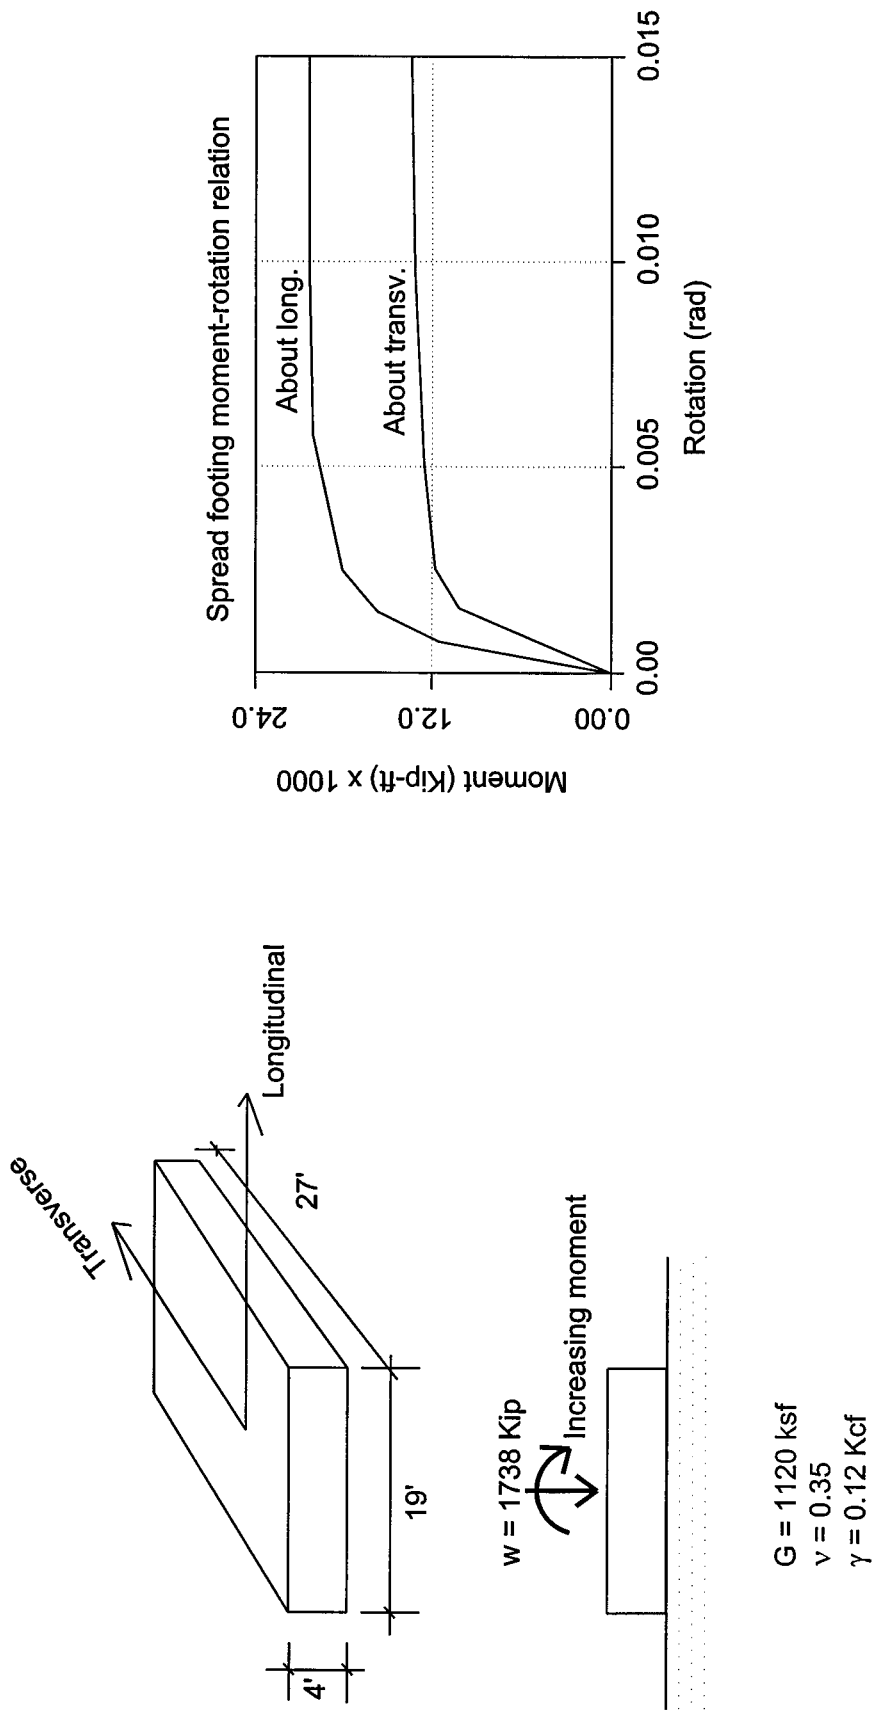 Transverse
Longitudinal
27'
19'
4'
w = 1738 Kip
Increasing moment
G = 1120 ksf
ν = 0.35
γ = 0.12 Kcf
Spread footing moment-rotation relation
Moment (Kip-ft) x 1000
24.0
12.0
0.00
About long.
About transv.
0.00
0.005
0.010
0.015
Rotation (rad)